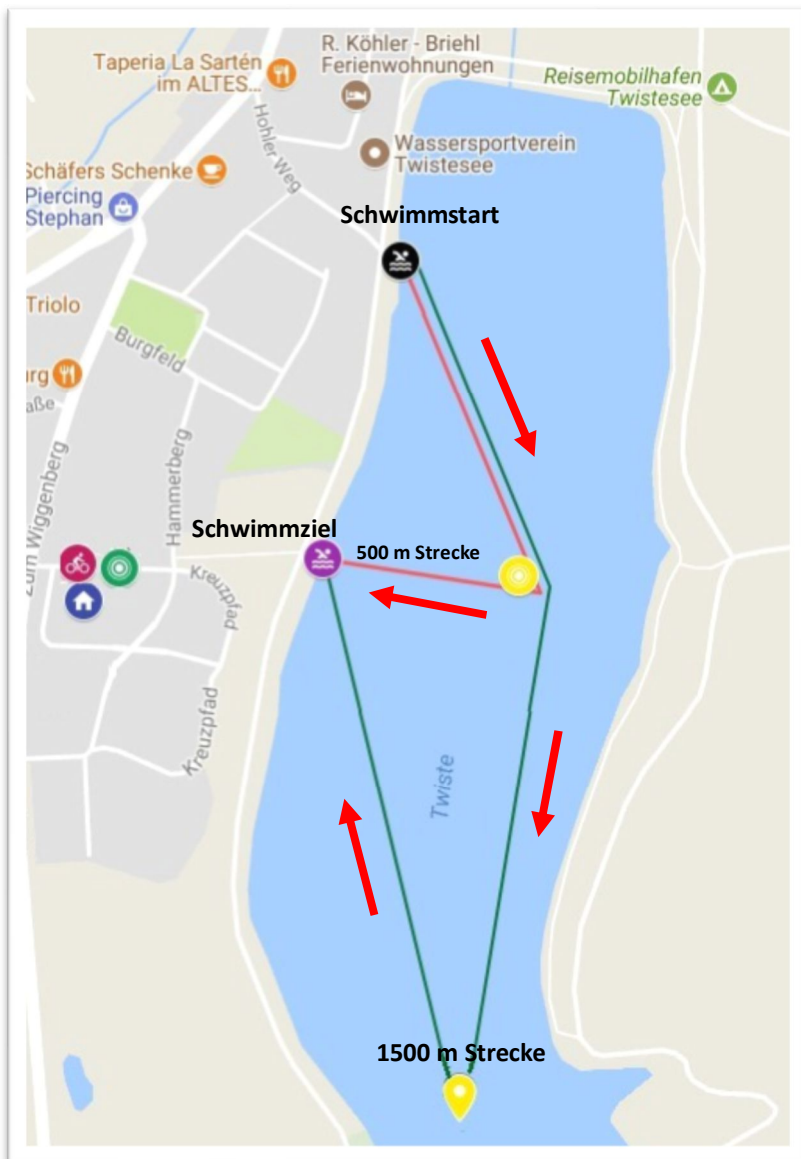 R. Köhler - Briehl
Ferienwohnungen
Taperia La Sartén
im ALTES...
Reisemobilhafen
Twistesee
Hohler Weg
Wassersportverein
Twistesee
Schäfers Schenke
Piercing
Stephan
Schwimmstart
Triolo
Burgfeld
urg
aße
Hammerberg
Zum Wiggenberg
Schwimmziel
500 m Strecke
Kreuzpfad
Kreuzpfad
Twiste
1500 m Strecke